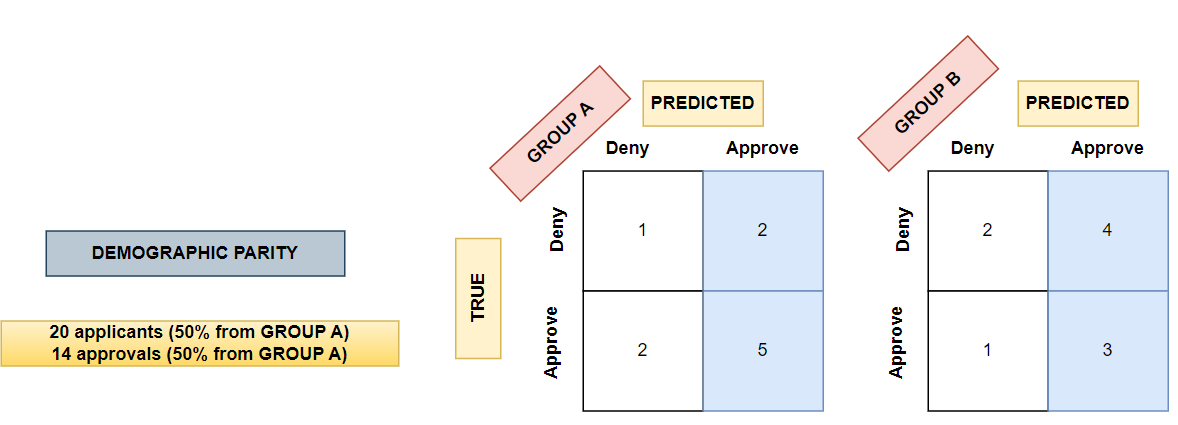 DEMOGRAPHIC PARITY
20 applicants (50% from GROUP A)
14 approvals (50% from GROUP A)
GROUP A
PREDICTED
Deny
Approve
TRUE
Deny
1
2
Approve
2
5
GROUP B
PREDICTED
Deny
Approve
Deny
2
4
Approve
1
3